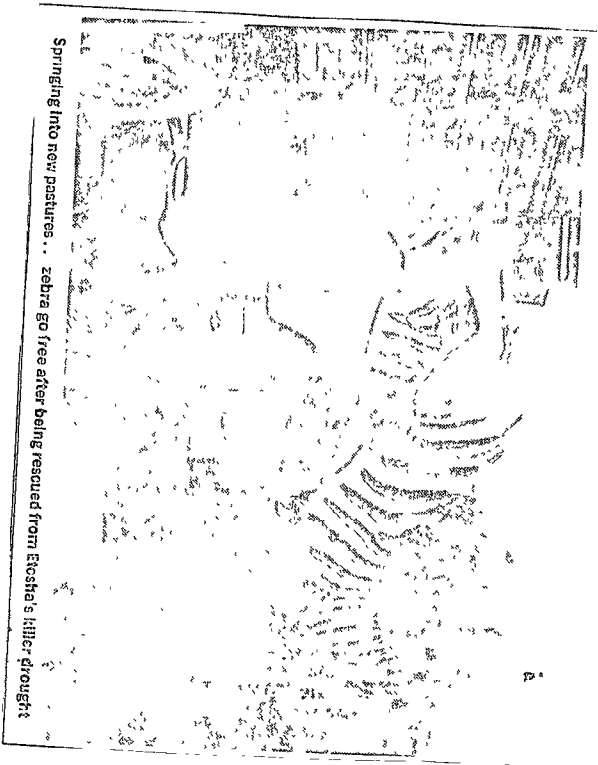 Springing into new pastures . . zebra go free after being rescued from Etosha's killer drought